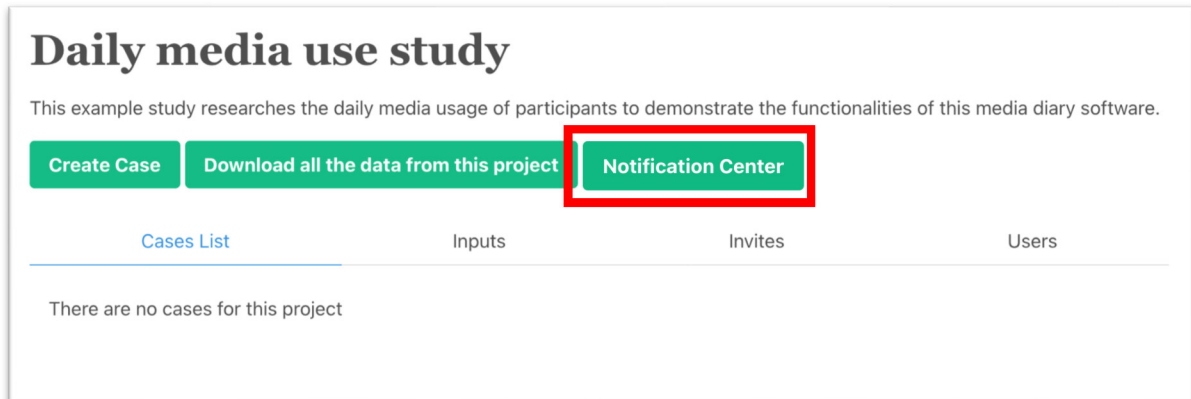 Daily media use study
This example study researches the daily media usage of participants to demonstrate the functionalities of this media diary software.
Create Case Download all the data from this project Notification Center
Cases List Inputs Invites Users
There are no cases for this project